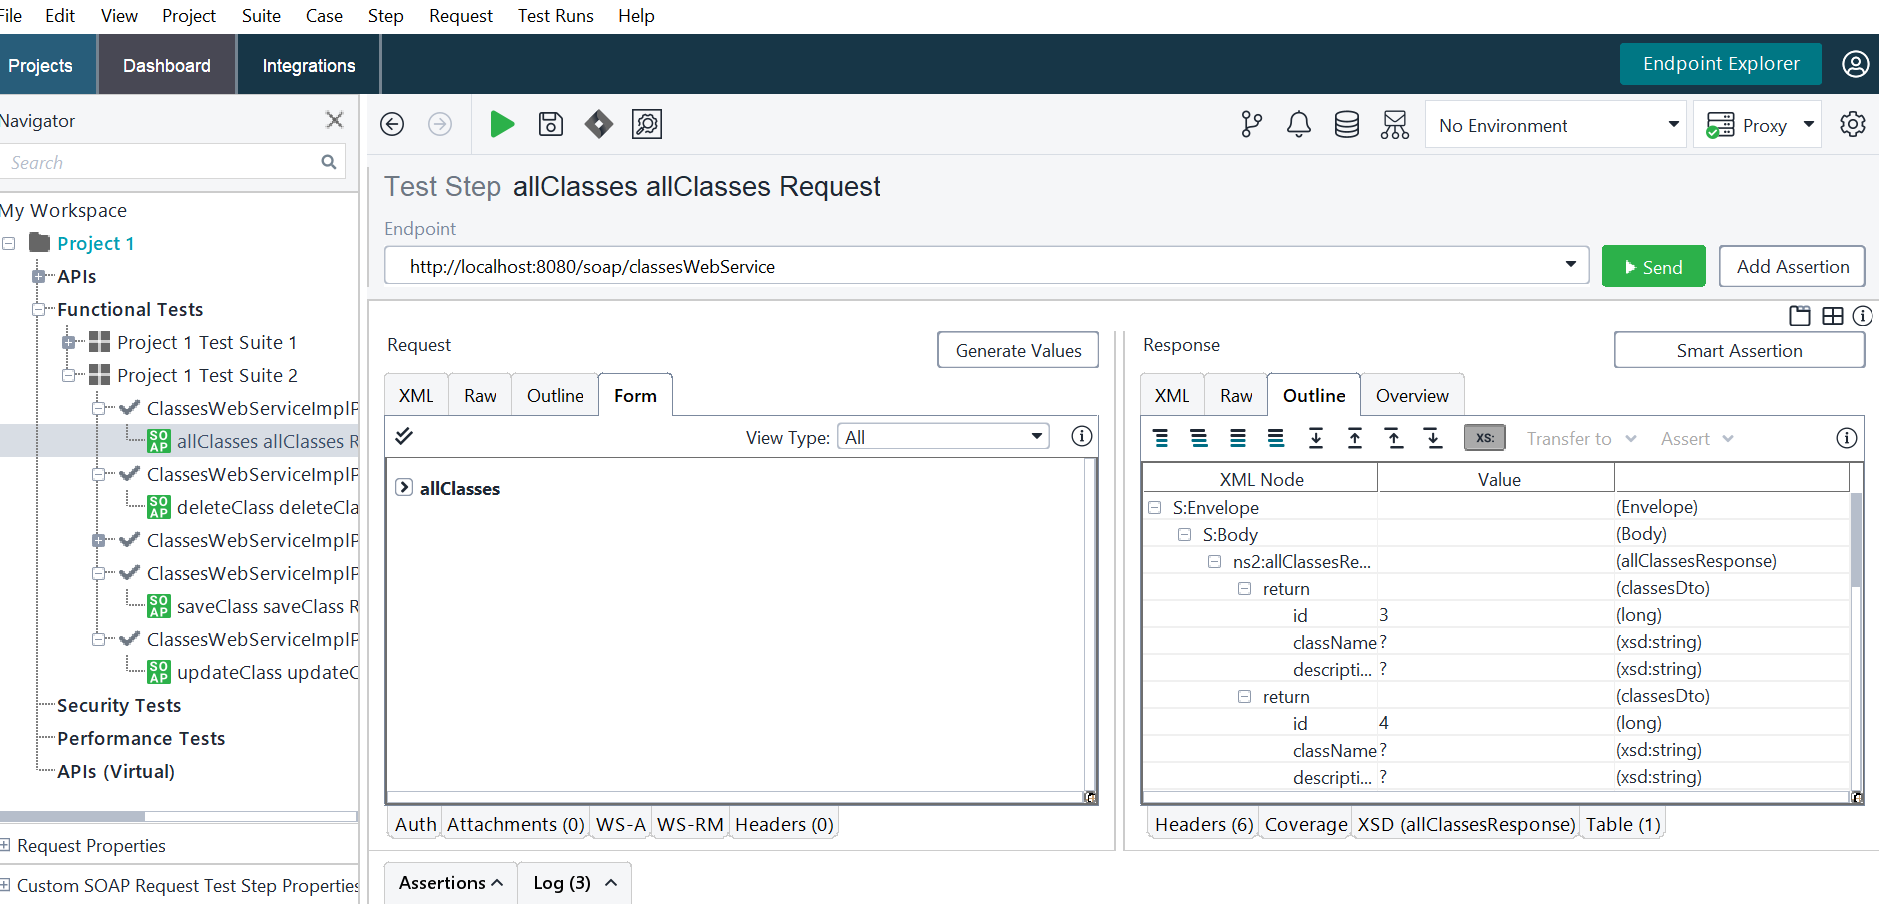 File Edit View Project Suite Case Step Request Test Runs Help
Projects Dashboard Integrations Endpoint Explorer
Navigator
Search
No Environment Proxy
My Workspace
Project 1
APIs
Functional Tests
Project 1 Test Suite 1
Project 1 Test Suite 2
ClassesWebServiceImplP
SO AP allClasses allClasses R
ClassesWebServiceImplP
SO AP deleteClass deleteCla
ClassesWebServiceImplP
ClassesWebServiceImplP
SO AP saveClass saveClass R
ClassesWebServiceImplP
SO AP updateClass updateC
Security Tests
Performance Tests
APIs (Virtual)
Request Properties
Custom SOAP Request Test Step Properties
Test Step allClasses allClasses Request
Endpoint
http://localhost:8080/soap/classesWebService Send Add Assertion
Request Generate Values
XML Raw Outline Form
View Type: All
allClasses
Auth Attachments (0) WS-A WS-RM Headers (0)
Response Smart Assertion
XML Raw Outline Overview
XS: Transfer to Assert
XML Node Value
S:Envelope (Envelope)
S:Body (Body)
ns2:allClassesRe... (allClassesResponse)
return (classesDto)
id 3 (long)
className ? (xsd:string)
descripti... ? (xsd:string)
return (classesDto)
id 4 (long)
className ? (xsd:string)
descripti... ? (xsd:string)
Headers (6) Coverage XSD (allClassesResponse) Table (1)
Assertions Log (3)